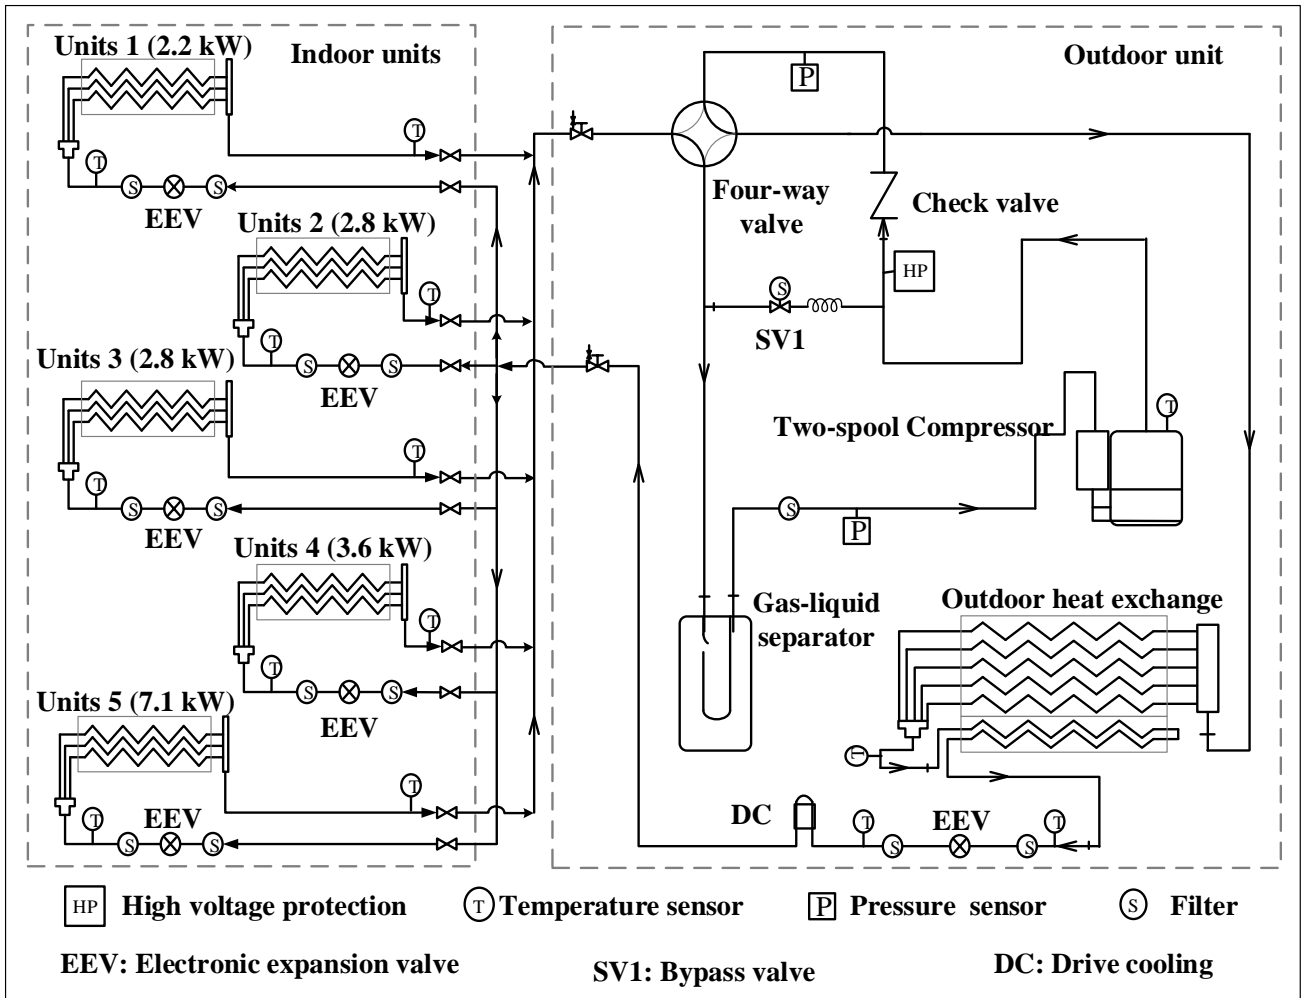 Units 1 (2.2 kW)
Indoor units
Outdoor unit
P
T
T
S
S
EEV
Four-way
valve
Check valve
Units 2 (2.8 kW)
HP
T
S
SV1
T
S
S
EEV
Units 3 (2.8 kW)
T
Two-spool Compressor
T
T
S
S
EEV
S
P
Units 4 (3.6 kW)
T
Gas-liquid
separator
Outdoor heat exchange
T
S
S
EEV
Units 5 (7.1 kW)
T
T
T
S
S
EEV
DC
T
S
EEV
S
T
HP High voltage protection
T Temperature sensor
P Pressure sensor
S Filter
EEV: Electronic expansion valve
SV1: Bypass valve
DC: Drive cooling